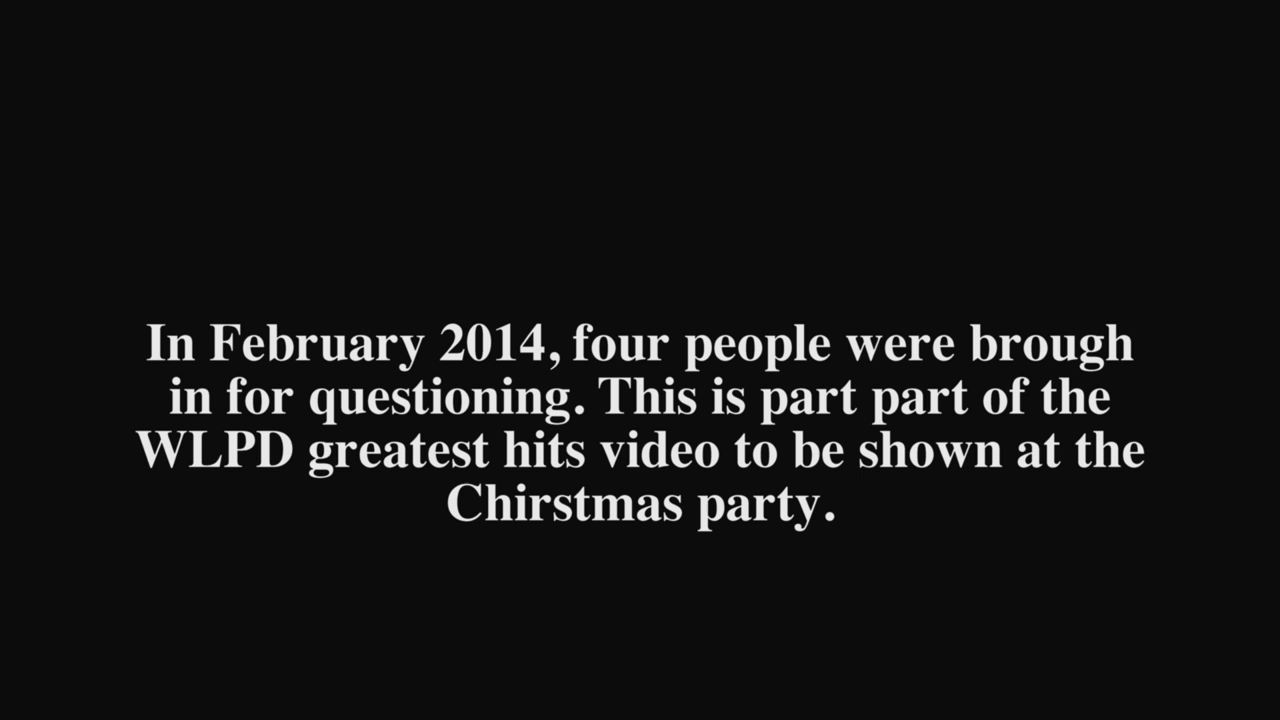 In February 2014, four people were brough
in for questioning. This is part part of the
WLPD greatest hits video to be shown at the
Chirstmas party.